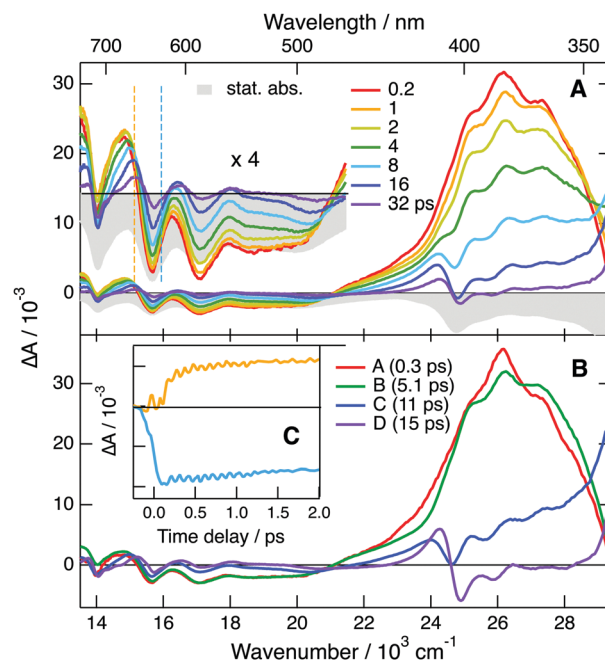 Wavelength / nm
700 600 500 400 350
30
20
10
0
stat. abs.
x 4
0.2
1
2
4
8
16
32 ps
A
ΔA / 10⁻³
30
20
10
0
A (0.3 ps)
B (5.1 ps)
C (11 ps)
D (15 ps)
B
ΔA / 10⁻³
C
0.0 0.5 1.0 1.5 2.0
Time delay / ps
14 16 18 20 22 24 26 28
Wavenumber / 10³ cm⁻¹